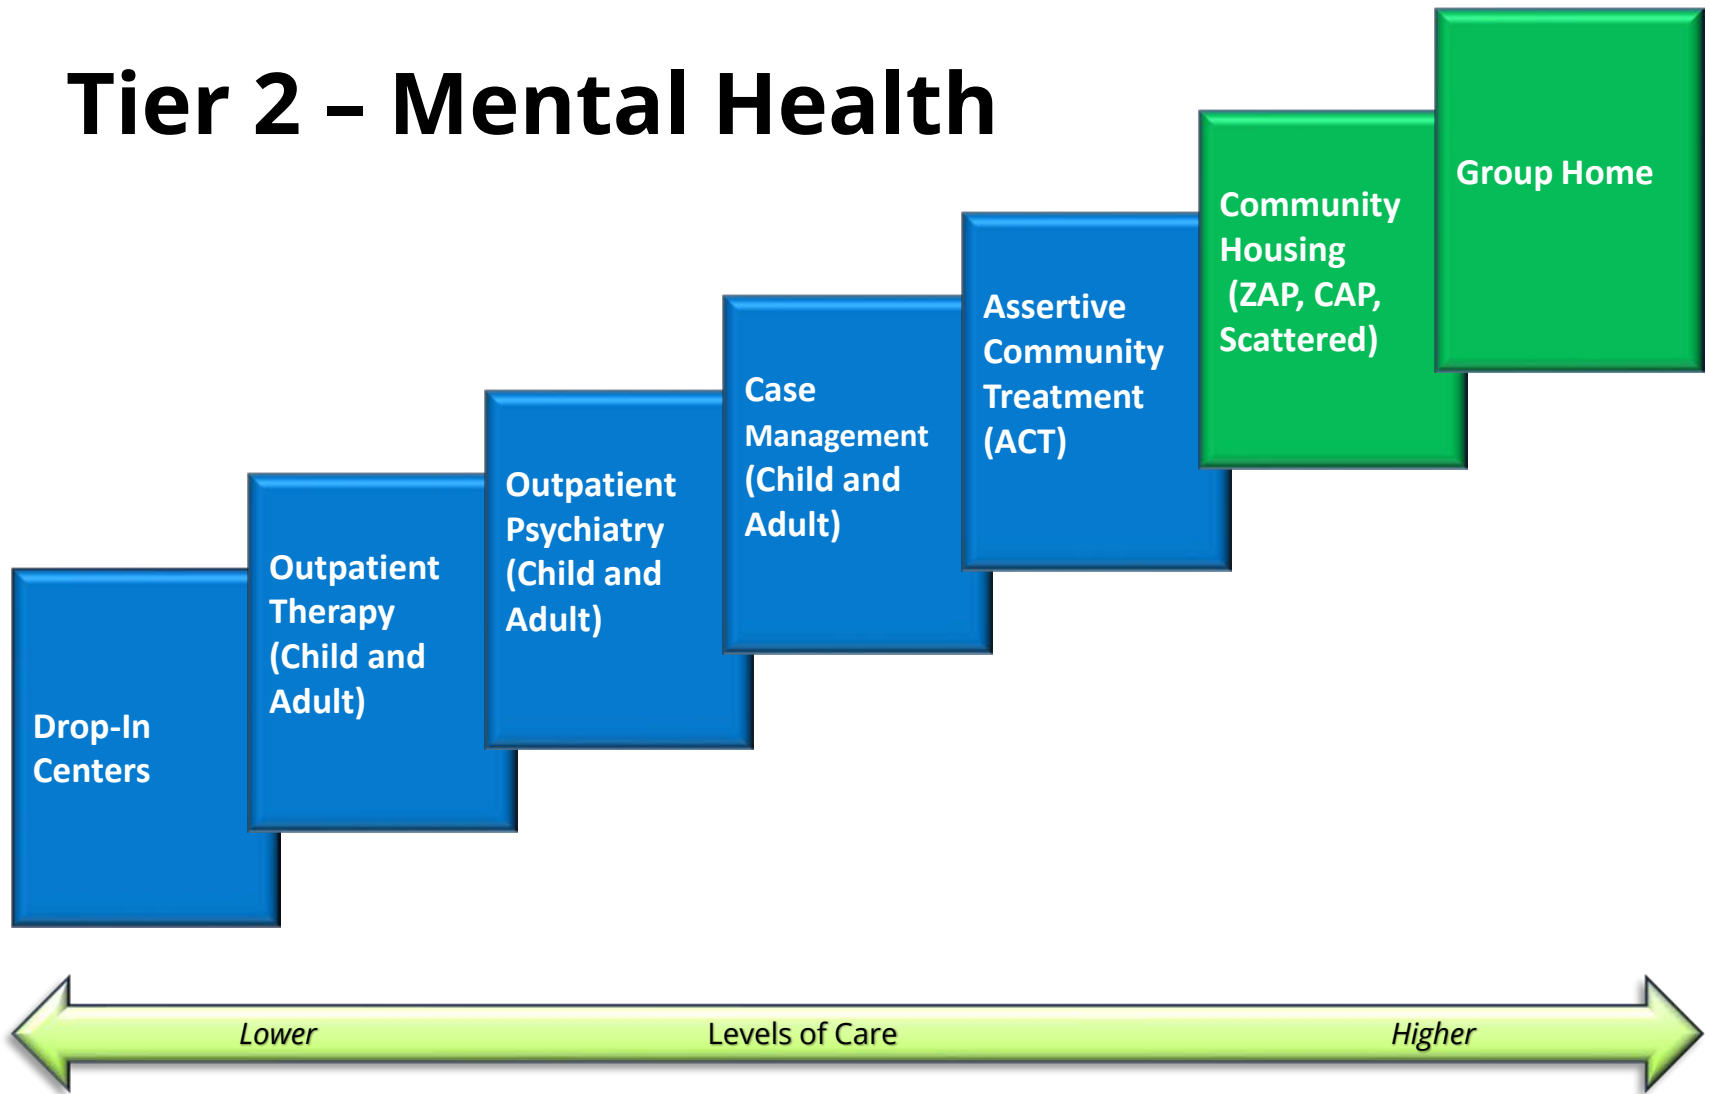 Tier 2 – Mental Health
Drop-In
Centers
Outpatient
Therapy
(Child and
Adult)
Outpatient
Psychiatry
(Child and
Adult)
Case
Management
(Child and
Adult)
Assertive
Community
Treatment
(ACT)
Community
Housing
(ZAP, CAP,
Scattered)
Group Home
Lower
Levels of Care
Higher